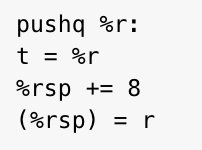 pushq %r:
t = %r
%rsp += 8
(%rsp) = r